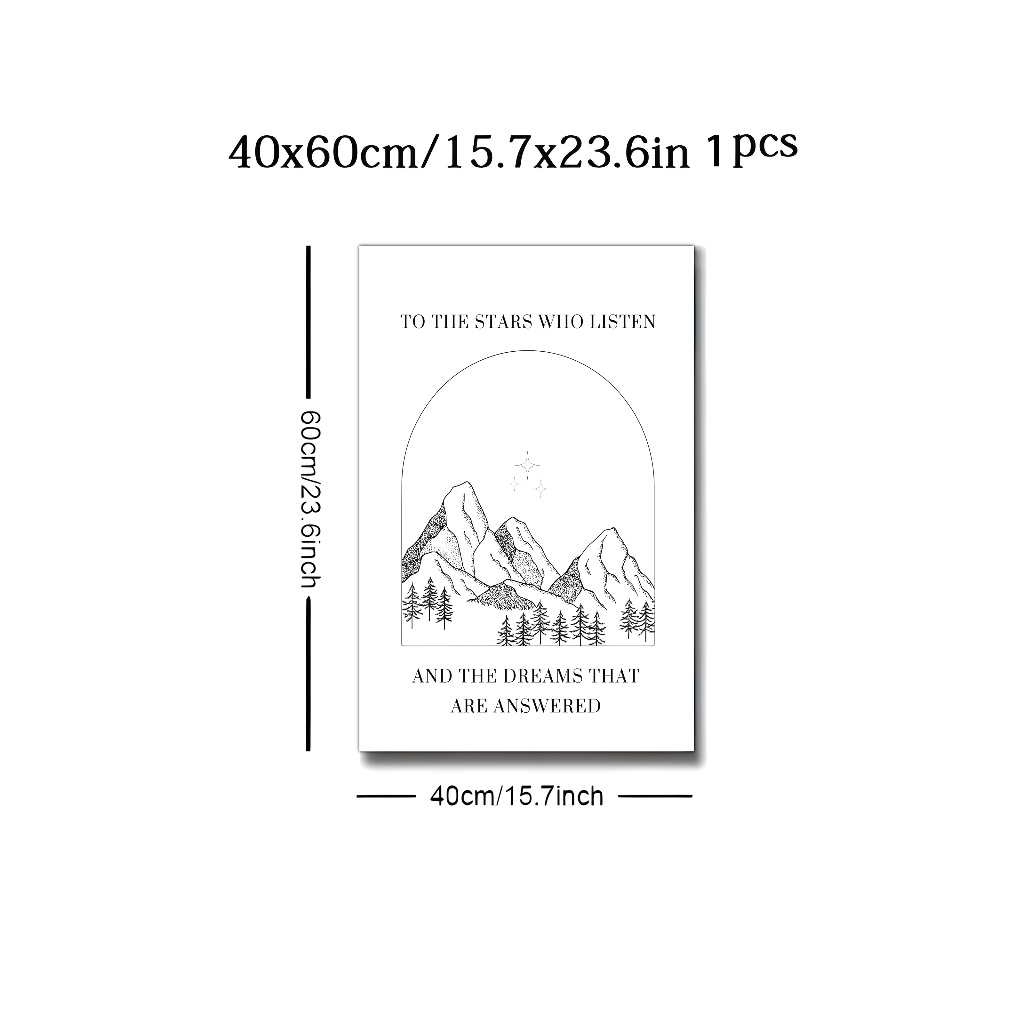 40x60cm/15.7x23.6in 1pcs
TO THE STARS WHO LISTEN
60cm/23.6inch
AND THE DREAMS THAT
ARE ANSWERED
40cm/15.7inch